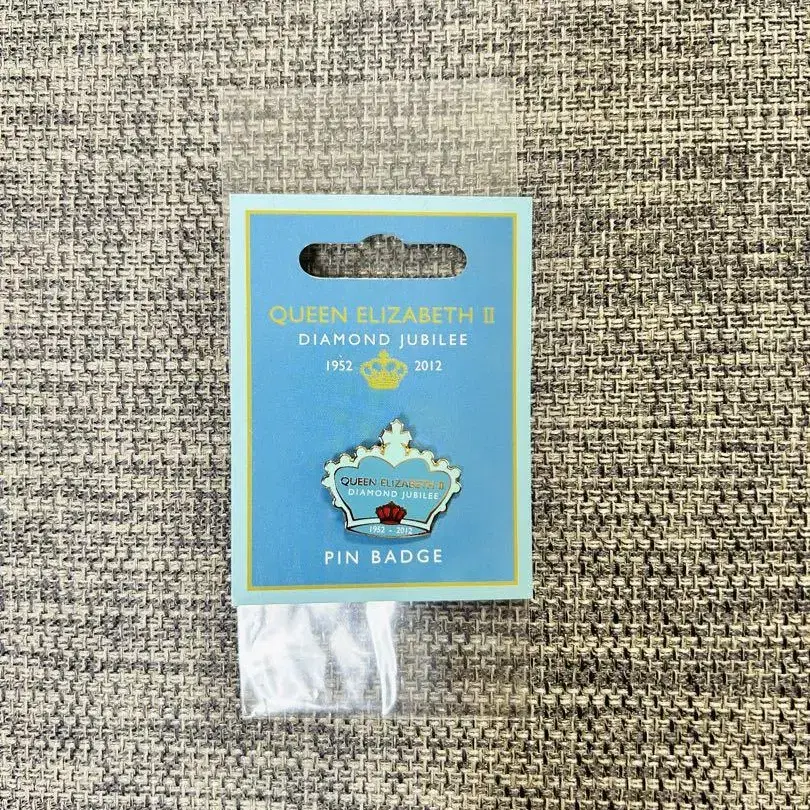 QUEEN ELIZABETH II
DIAMOND JUBILEE
1952 2012
QUEEN ELIZABETH II
DIAMOND JUBILEE
1952 - 2012
PIN BADGE